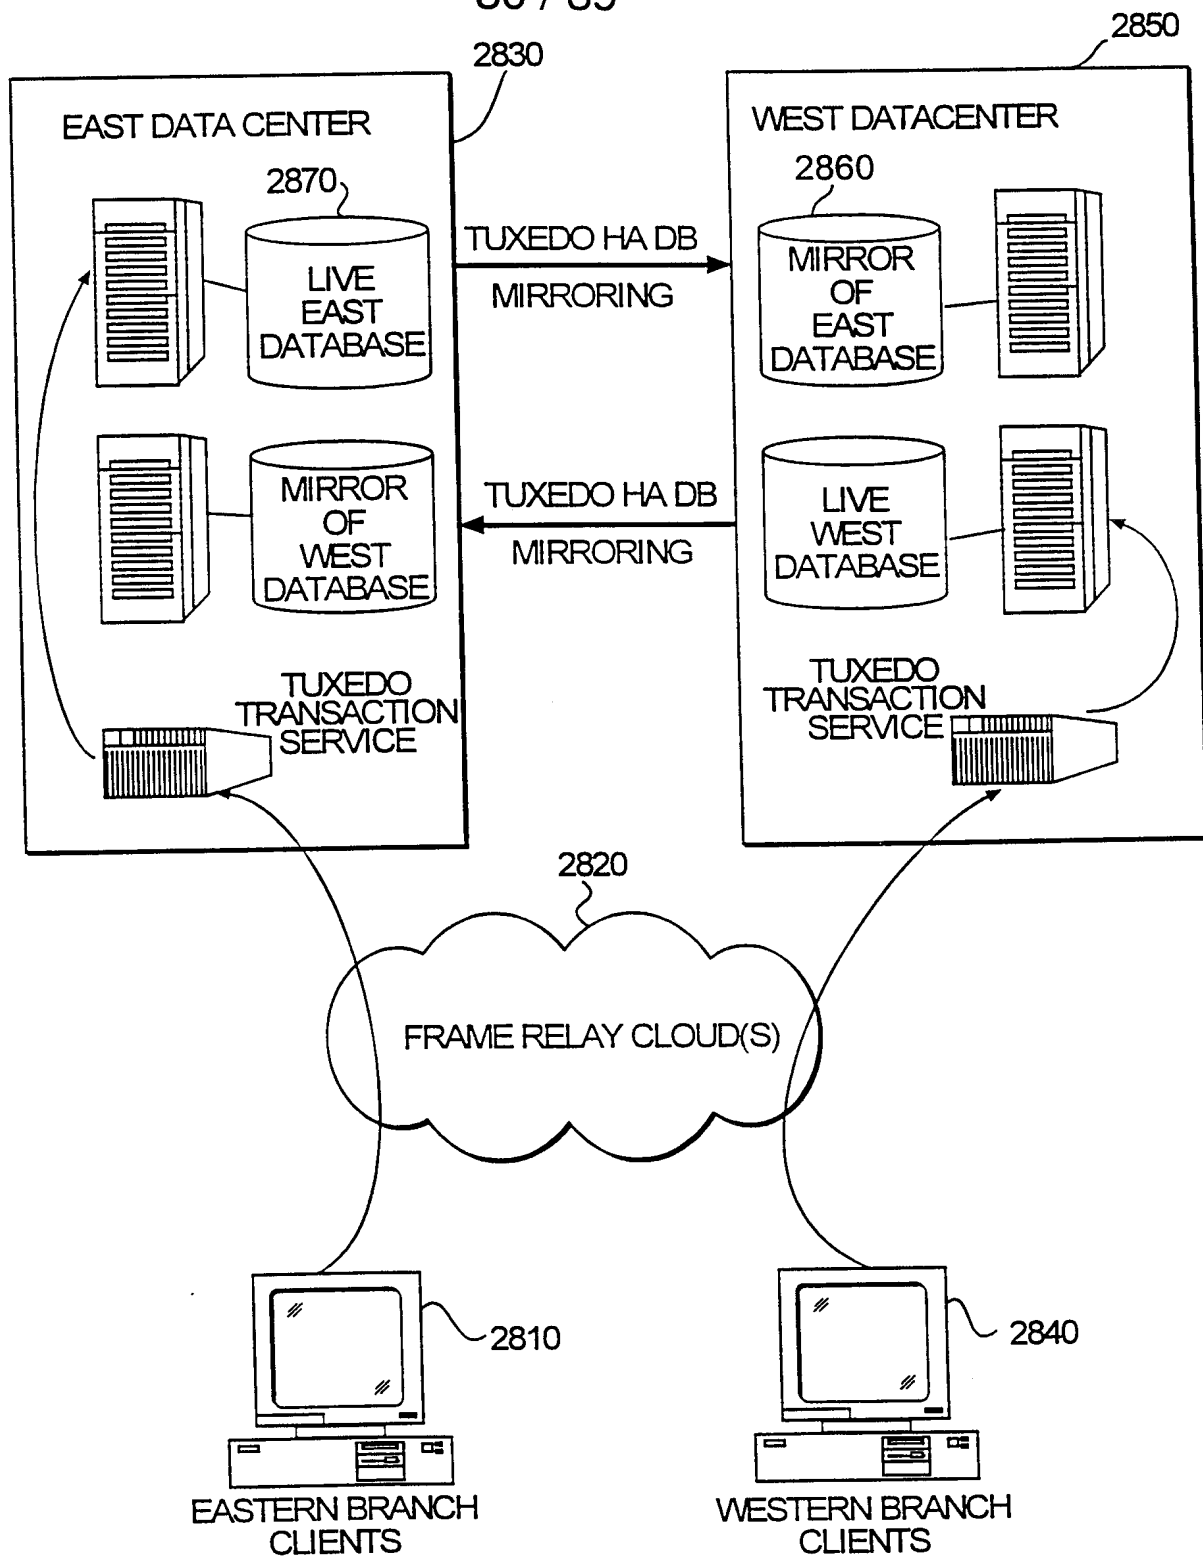 2850
2830
EAST DATA CENTER
WEST DATACENTER
2870
2860
TUXEDO HA DB
MIRRORING
LIVE
EAST
DATABASE
MIRROR
OF
EAST
DATABASE
MIRROR
OF
WEST
DATABASE
TUXEDO HA DB
MIRRORING
LIVE
WEST
DATABASE
TUXEDO
TRANSACTION
SERVICE
TUXEDO
TRANSACTION
SERVICE
2820
FRAME RELAY CLOUD(S)
2810
2840
EASTERN BRANCH
CLIENTS
WESTERN BRANCH
CLIENTS